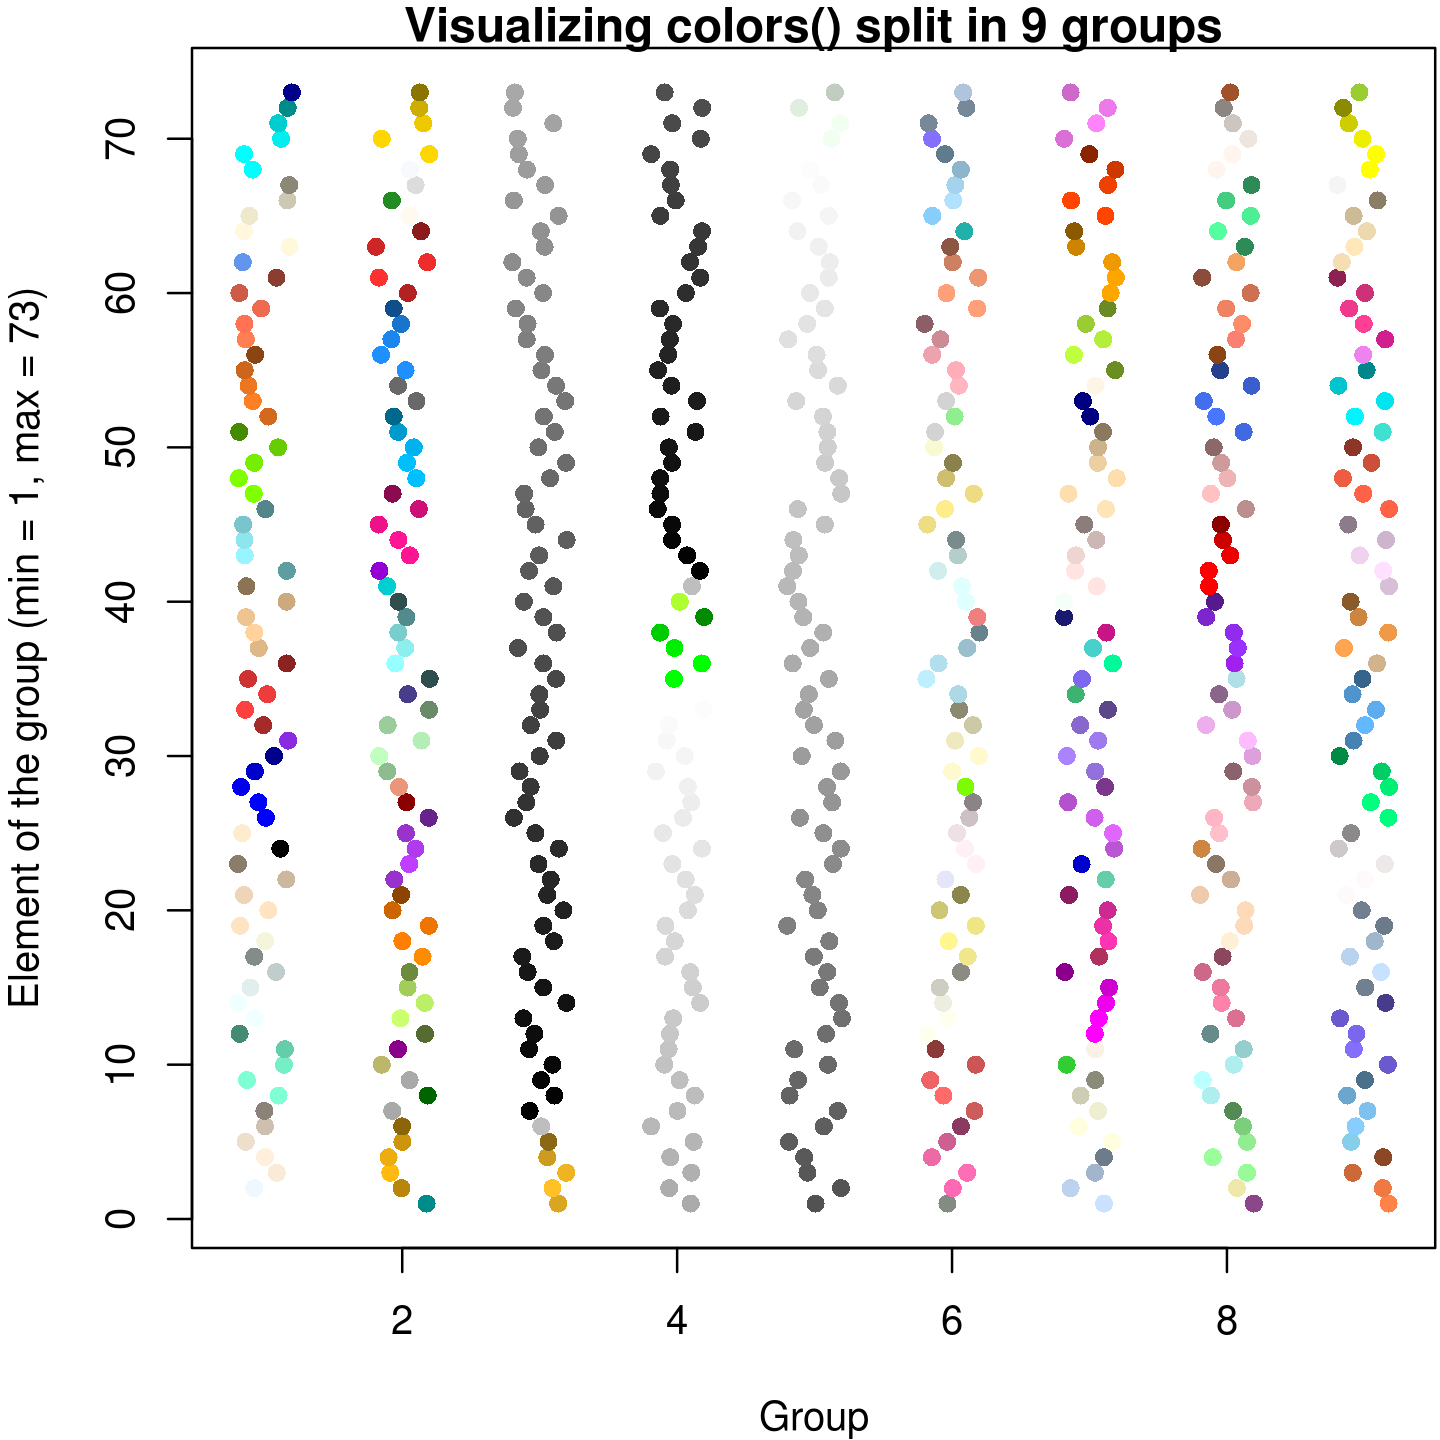 Visualizing colors() split in 9 groups
Element of the group (min = 1, max = 73)
70
60
50
40
30
20
10
0
2 4 6 8
Group